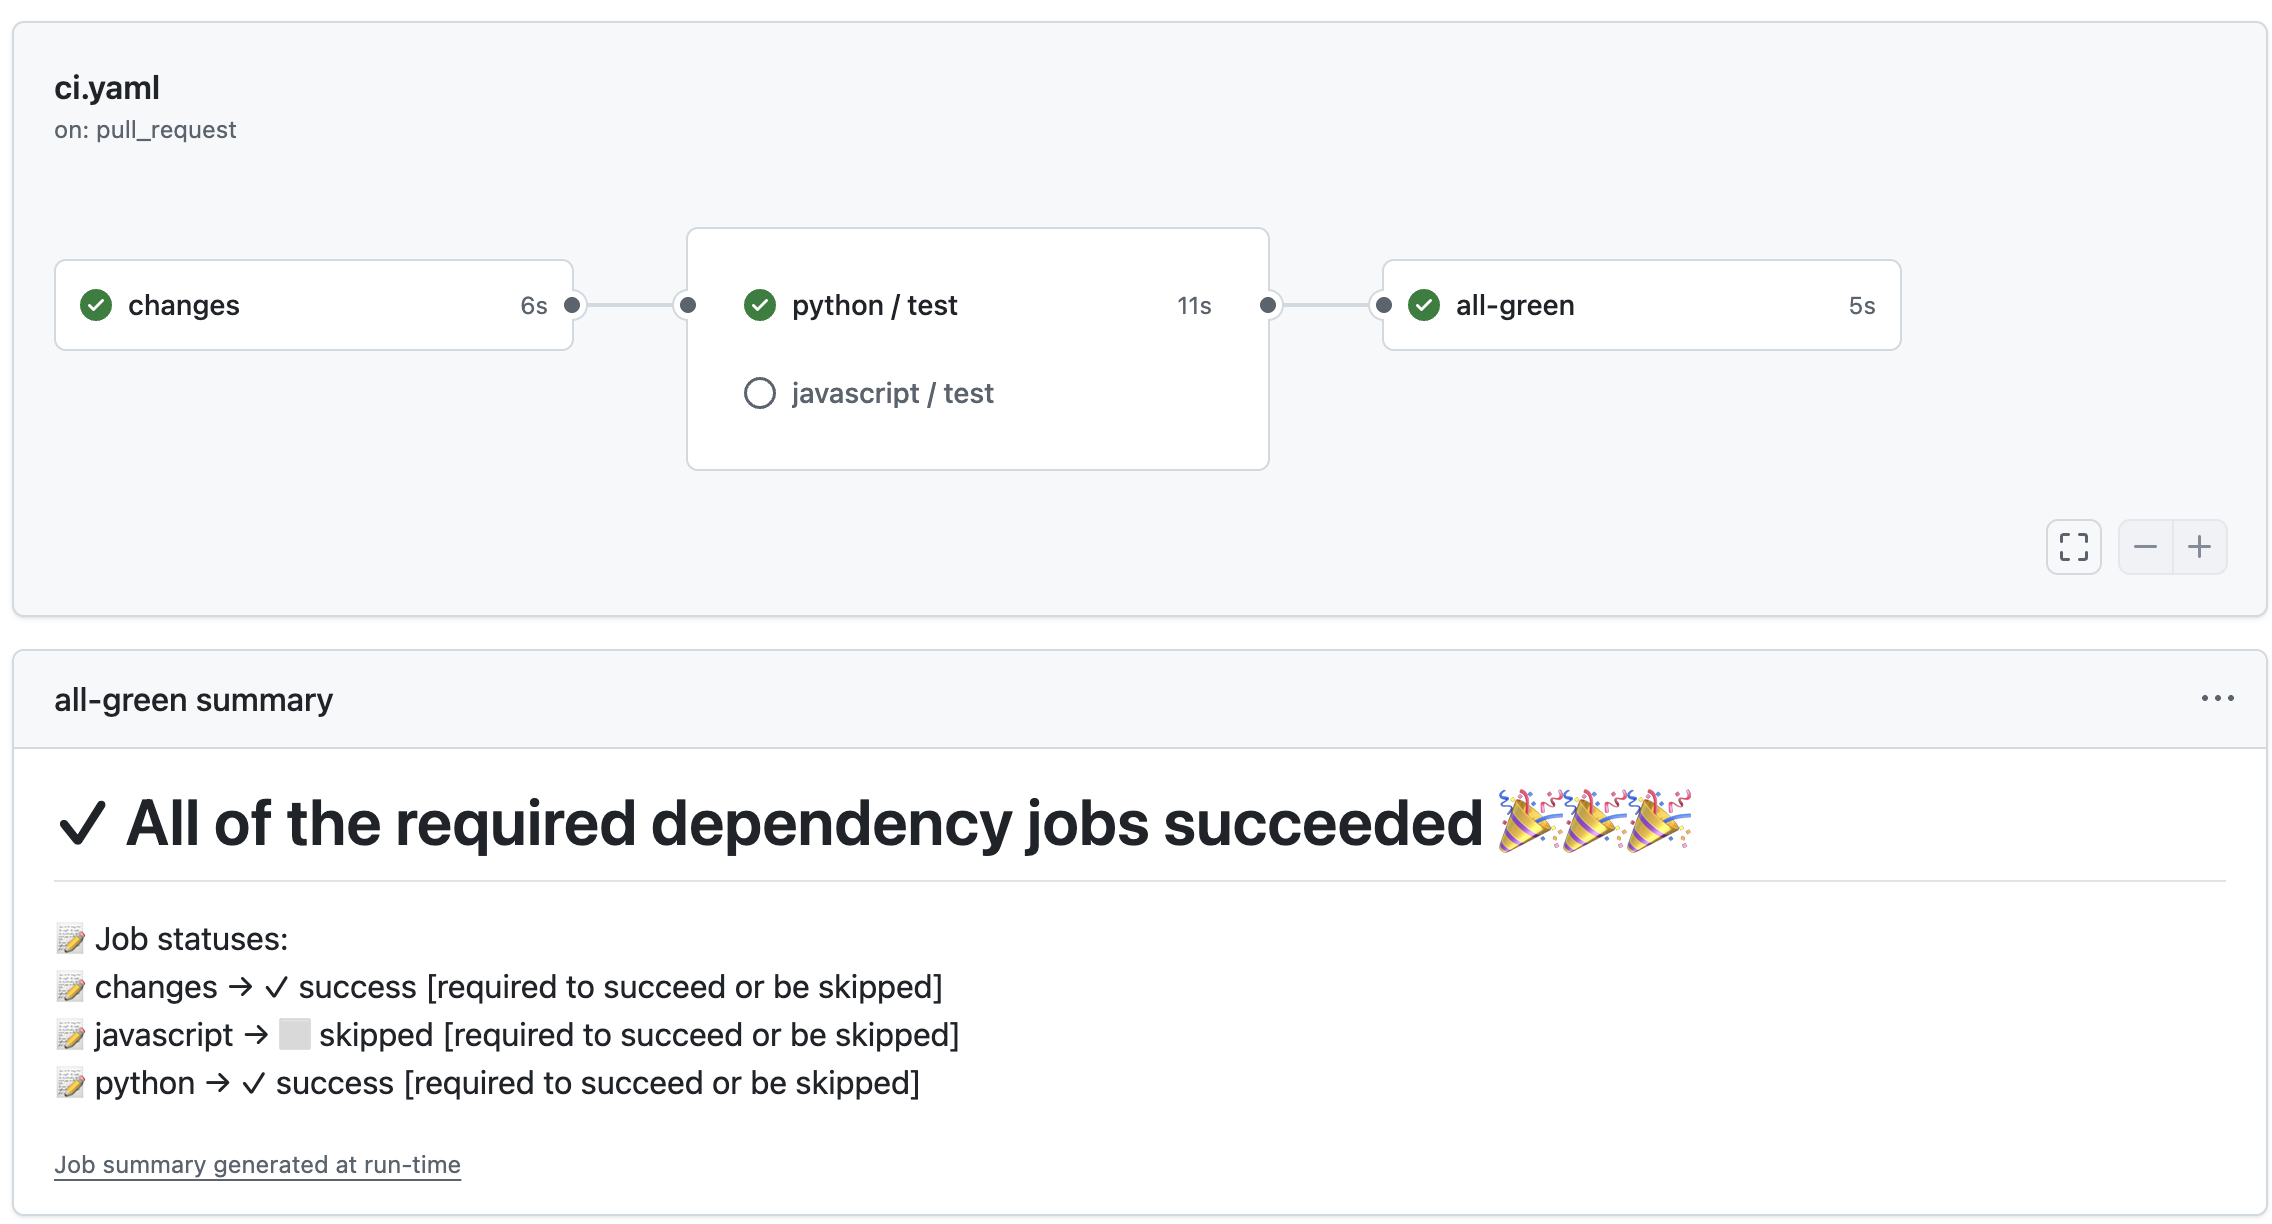 ci.yaml
on: pull_request
changes 6s
python / test 11s
javascript / test
all-green 5s
all-green summary
✓ All of the required dependency jobs succeeded 🎉🎉🎉
📝 Job statuses:
📝 changes → ✓ success [required to succeed or be skipped]
📝 javascript → ⬜ skipped [required to succeed or be skipped]
📝 python → ✓ success [required to succeed or be skipped]
Job summary generated at run-time